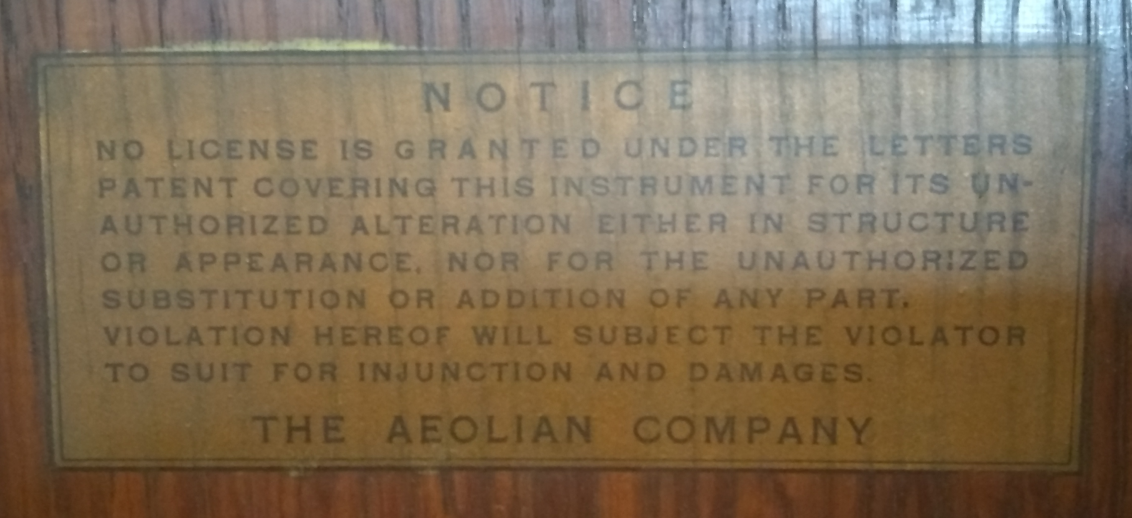 NOTICE
NO LICENSE IS GRANTED UNDER THE LETTERS
PATENT COVERING THIS INSTRUMENT FOR ITS UN-
AUTHORIZED ALTERATION EITHER IN STRUCTURE
OR APPEARANCE, NOR FOR THE UNAUTHORIZED
SUBSTITUTION OR ADDITION OF ANY PART.
VIOLATION HEREOF WILL SUBJECT THE VIOLATOR
TO SUIT FOR INJUNCTION AND DAMAGES.
THE AEOLIAN COMPANY